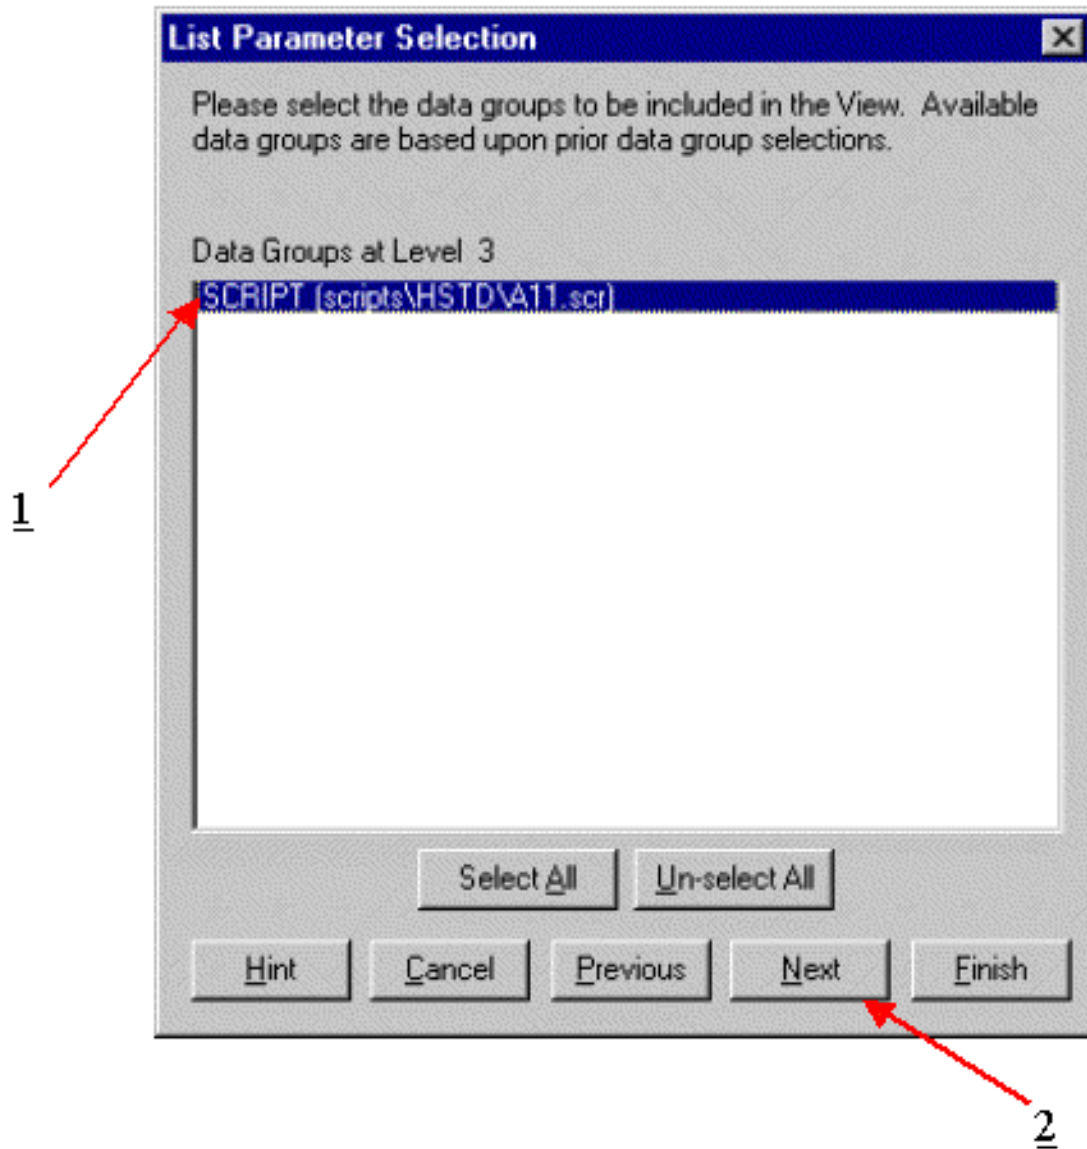 List Parameter Selection
Please select the data groups to be included in the View. Available
data groups are based upon prior data group selections.
Data Groups at Level 3
SCRIPT (scripts\HSTD\A11.scr)
1
Select All Un-select All
Hint Cancel Previous Next Finish
2